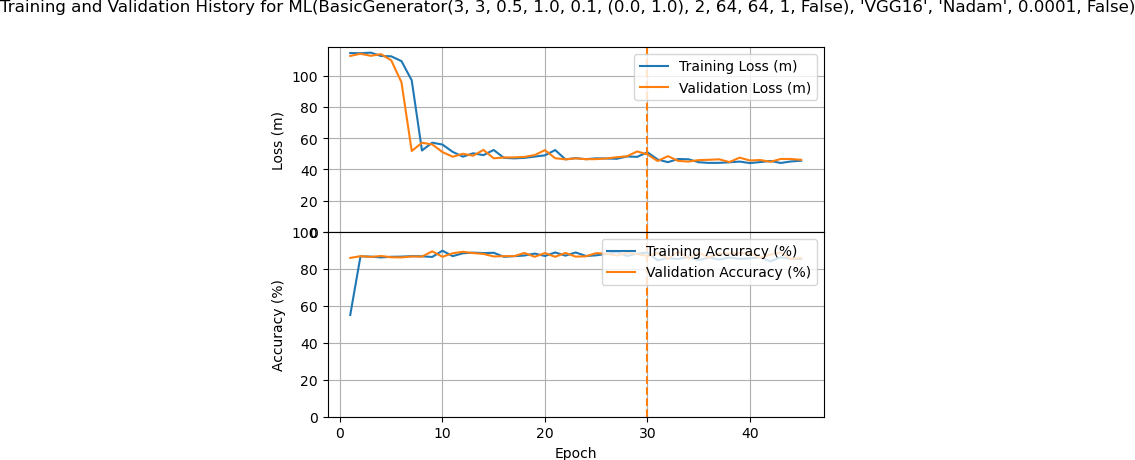 Training and Validation History for ML(BasicGenerator(3, 3, 0.5, 1.0, 0.1, (0.0, 1.0), 2, 64, 64, 1, False), 'VGG16', 'Nadam', 0.0001, False)
Training Loss (m)
Validation Loss (m)
100
80
60
40
20
0
Loss (m)
Training Accuracy (%)
Validation Accuracy (%)
100
80
60
40
20
0
Accuracy (%)
0 10 20 30 40
Epoch